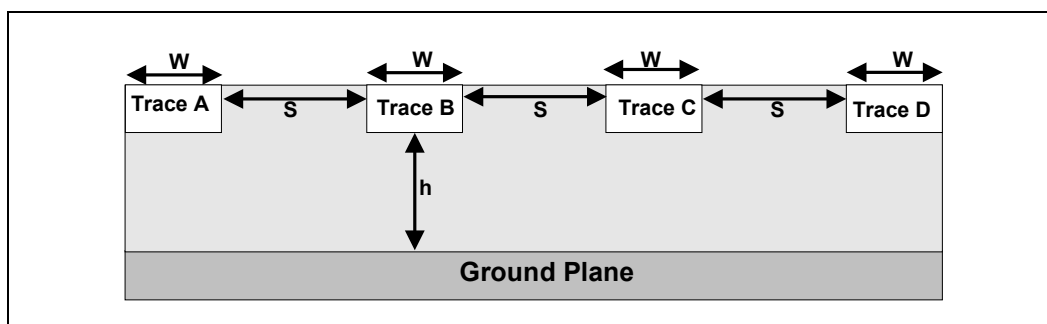 W W W W
Trace A Trace B Trace C Trace D
S S S
h
Ground Plane